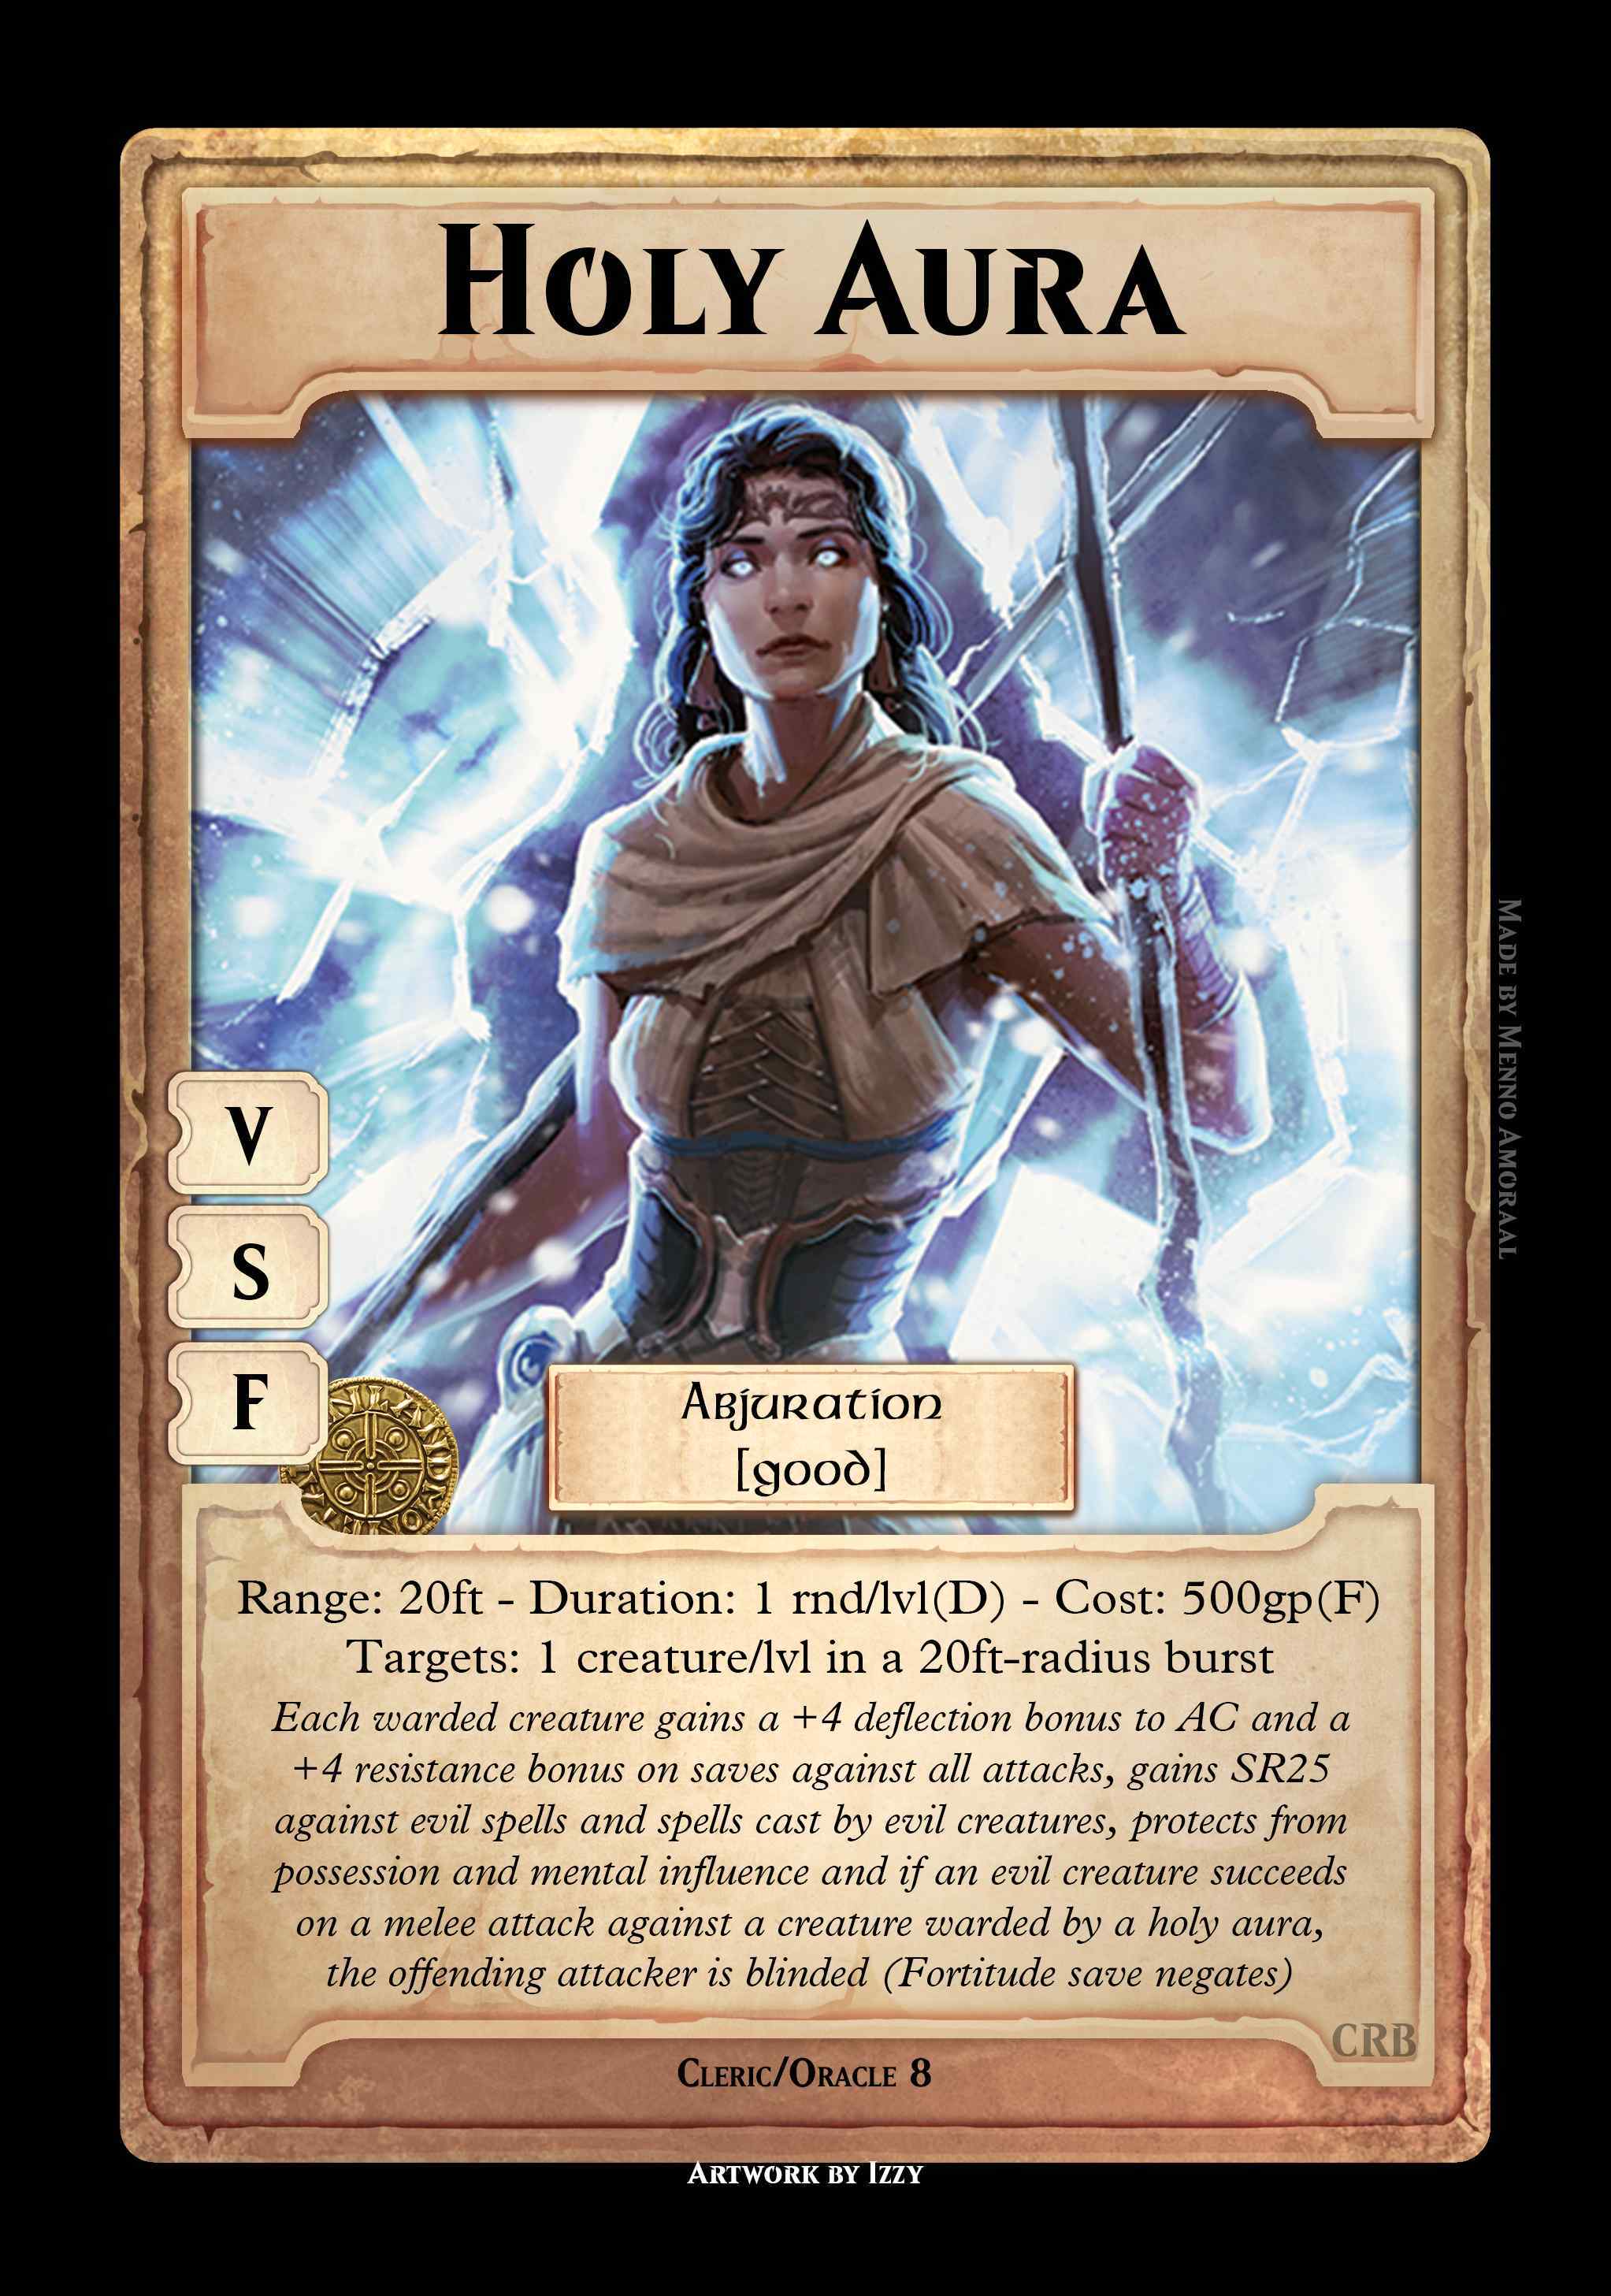 Holy Aura
V
S
F
Abjuration
[good]
Range: 20ft - Duration: 1 rnd/lvl(D) - Cost: 500gp(F)
Targets: 1 creature/lvl in a 20ft-radius burst
Each warded creature gains a +4 deflection bonus to AC and a
+4 resistance bonus on saves against all attacks, gains SR25
against evil spells and spells cast by evil creatures, protects from
possession and mental influence and if an evil creature succeeds
on a melee attack against a creature warded by a holy aura,
the offending attacker is blinded (Fortitude save negates)
CRB
Cleric/Oracle 8
Artwork by Izzy
Made by Menno Amoraal